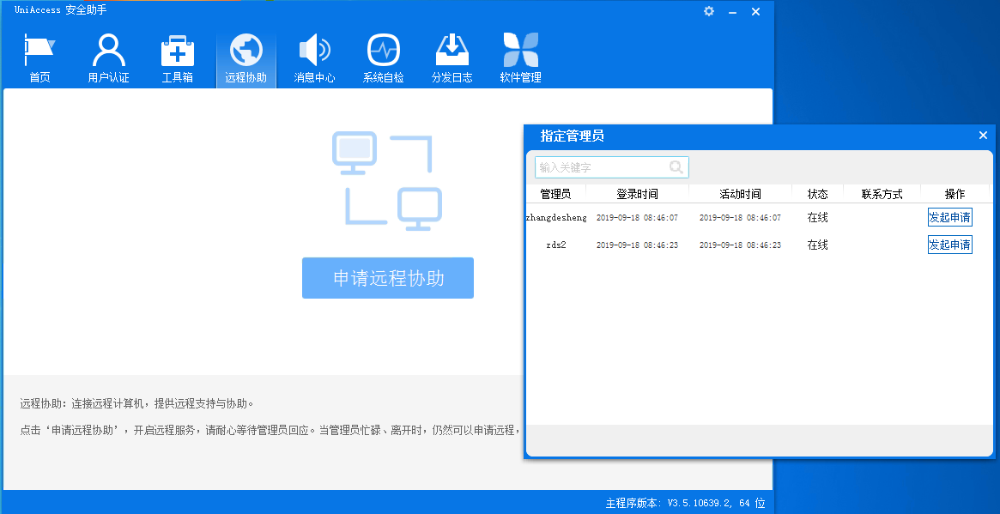 UniAccess 安全助手
首页 用户认证 工具箱 远程协助 消息中心 系统自检 分发日志 软件管理
申请远程协助
远程协助：连接远程计算机，提供远程支持与协助。
点击‘申请远程协助’，开启远程服务，请耐心等待管理员回应。当管理员忙碌、离开时，仍然可以申请远程，
主程序版本：V3.5.10639.2, 64 位
指定管理员
输入关键字
管理员 登录时间 活动时间 状态 联系方式 操作
zhangdesheng 2019-09-18 08:46:07 2019-09-18 08:46:07 在线 发起申请
zds2 2019-09-18 08:46:23 2019-09-18 08:46:23 在线 发起申请